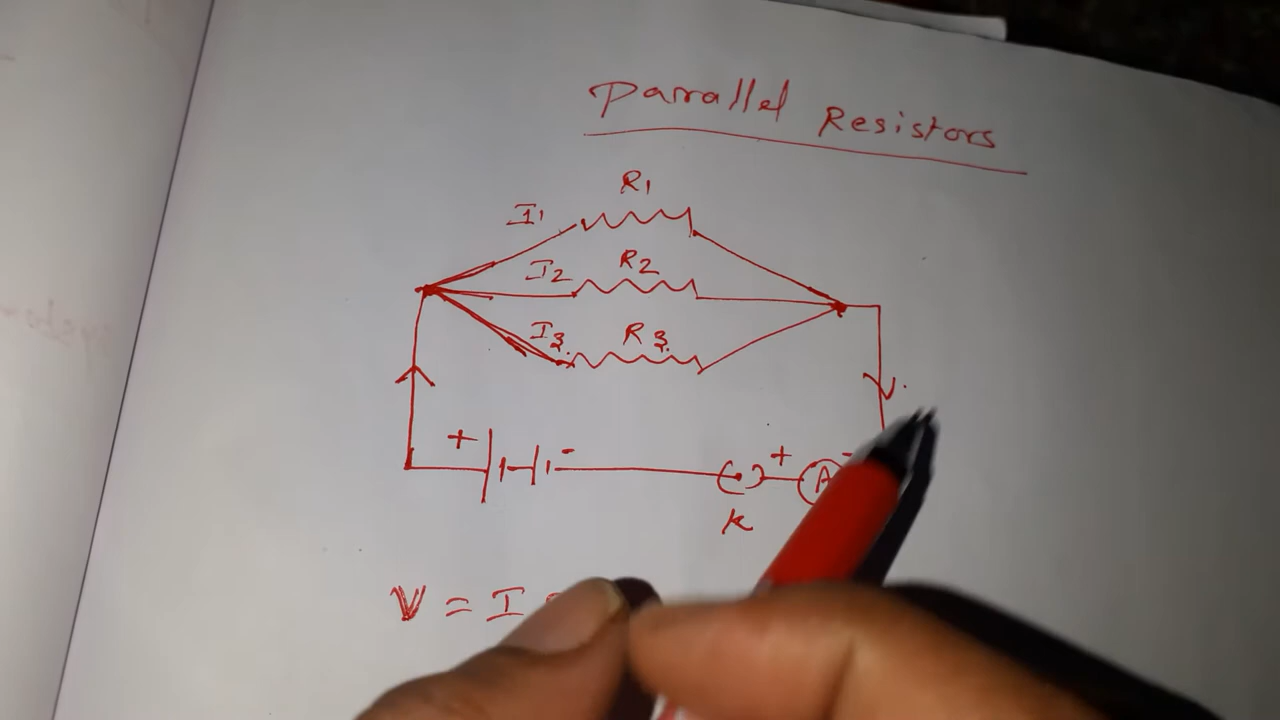 Parrallel Resistors
R1
I1
I2 R2
I3 R3
+ -
+ -
A
K
V = I